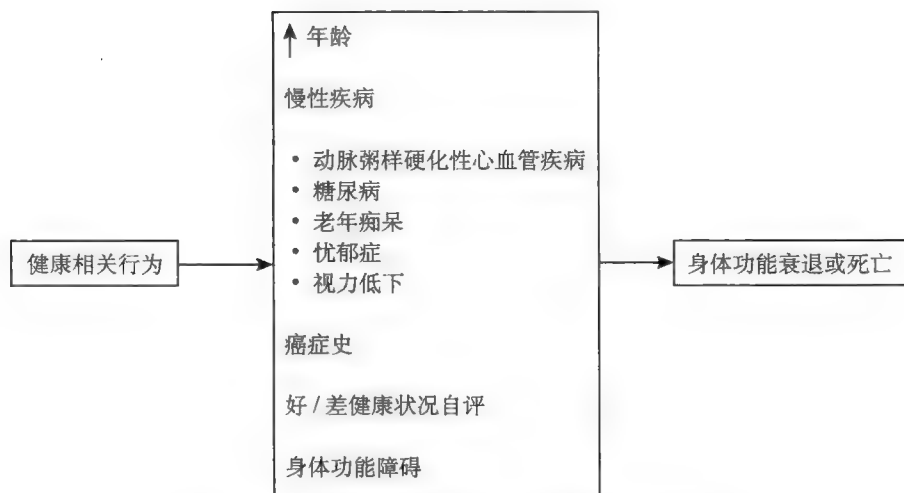 ↑ 年龄
慢性疾病
• 动脉粥样硬化性心血管疾病
• 糖尿病
• 老年痴呆
• 忧郁症
• 视力低下
健康相关行为
身体功能衰退或死亡
癌症史
好 / 差健康状况自评
身体功能障碍